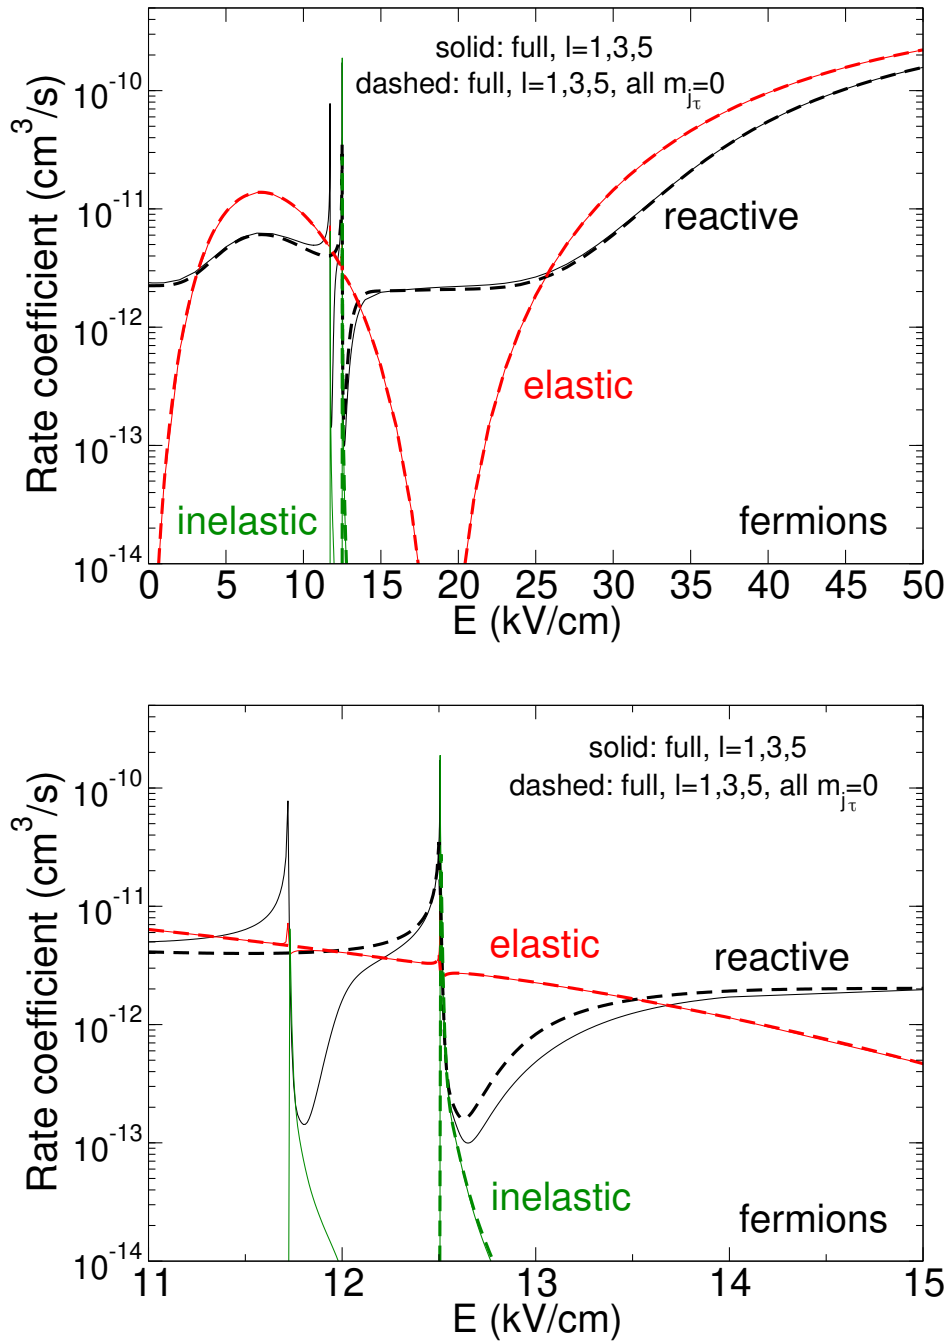 solid: full, l=1,3,5
dashed: full, l=1,3,5, all m_{j_τ}=0
Rate coefficient (cm^3/s)
10^-10
10^-11
10^-12
10^-13
10^-14
reactive
elastic
inelastic
fermions
0 5 10 15 20 25 30 35 40 45 50
E (kV/cm)
solid: full, l=1,3,5
dashed: full, l=1,3,5, all m_{j_τ}=0
Rate coefficient (cm^3/s)
10^-10
10^-11
10^-12
10^-13
10^-14
elastic
reactive
inelastic
fermions
11 12 13 14 15
E (kV/cm)